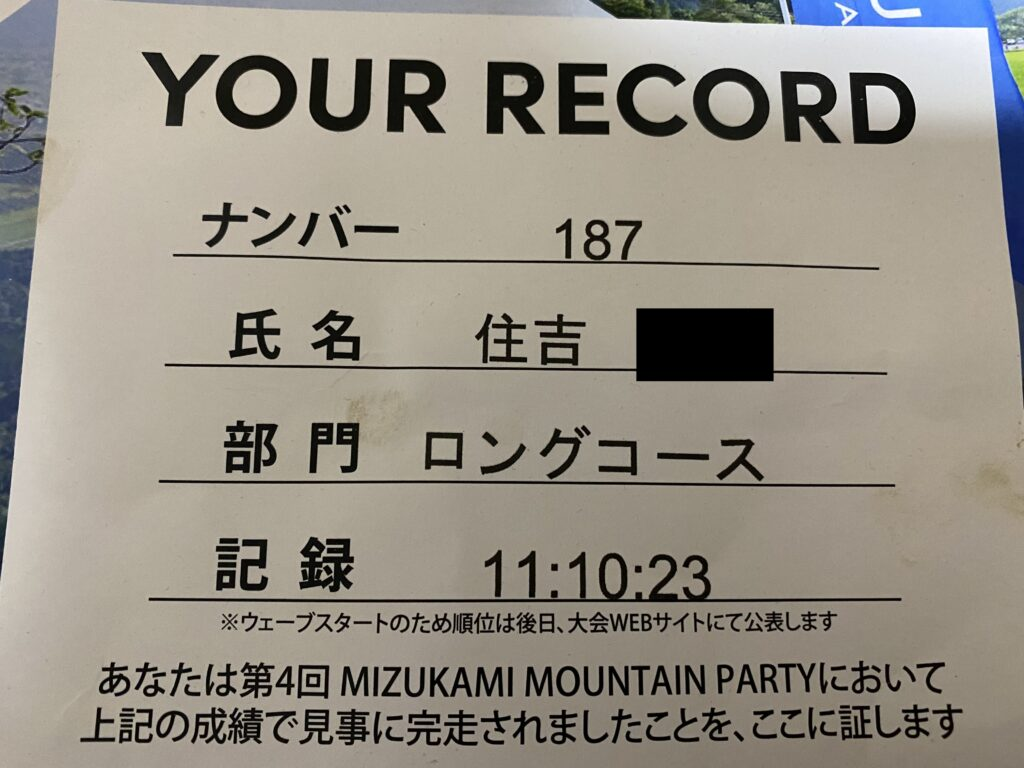 YOUR RECORD
ナンバー 187
氏名 住吉
部門 ロングコース
記録 11:10:23
※ウェーブスタートのため順位は後日、大会WEBサイトにて公表します
あなたは第4回 MIZUKAMI MOUNTAIN PARTYにおいて
上記の成績で見事に完走されましたことを、ここに証します